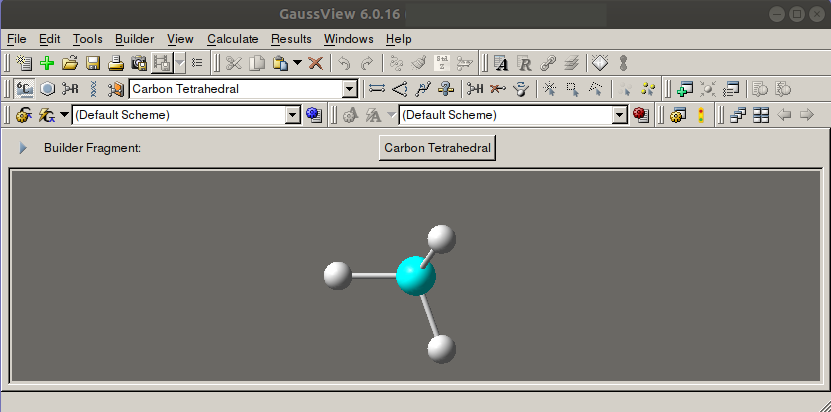 GaussView 6.0.16
File Edit Tools Builder View Calculate Results Windows Help
Carbon Tetrahedral
(Default Scheme) (Default Scheme)
Builder Fragment: Carbon Tetrahedral